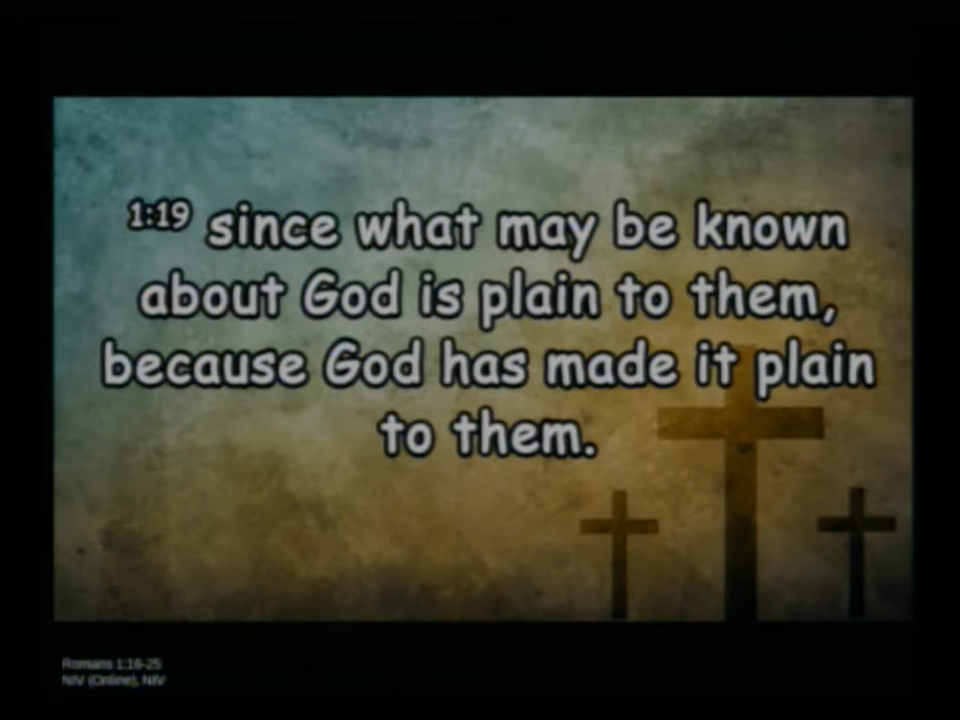 1:19 since what may be known
about God is plain to them,
because God has made it plain
to them.
Romans 1:16-25
NIV (Online), NIV